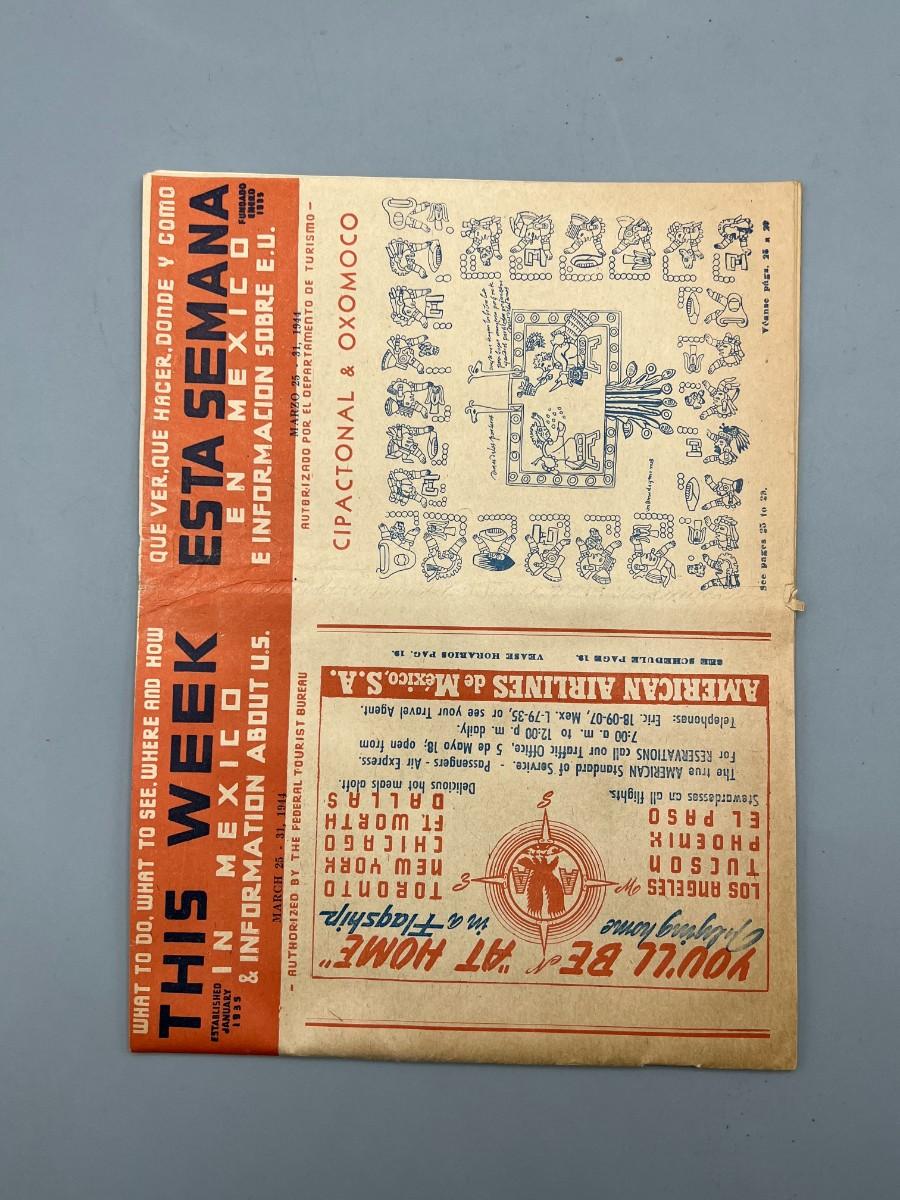 WHAT TO DO, WHAT TO SEE, WHERE AND HOW
THIS WEEK
ESTABLISHED
JANUARY
1935
IN MEXICO
& INFORMATION ABOUT U.S.
MARCH 25 - 31, 1944
- AUTHORIZED BY THE FEDERAL TOURIST BUREAU
QUE VER, QUE HACER, DONDE Y COMO
ESTA SEMANA
FUNDADO
ENERO
1935
EN MEXICO
E INFORMACION SOBRE E.U.
MARZO 25 - 31, 1944
AUTORIZADO POR EL DEPARTAMENTO DE TURISMO -
CIPACTONAL & OXOMOCO
See pages 25 to 29.
Véanse págs. 25 a 29
YOU'LL BE "AT HOME"
N
Flying home
in a Flagship
LOS ANGELES
TUCSON
PHOENIX
EL PASO
W
A A
E
S
TORONTO
NEW YORK
CHICAGO
FT. WORTH
DALLAS
Stewardesses on all flights.
Delicious hot meals aloft.
The true AMERICAN Standard of Service. - Passengers - Air Express.
For RESERVATIONS call our Traffic Office; 5 de Mayo 18; open from
7:00 a. m. to 12:00 p. m. daily.
Telephones: Eric. 18-09-07, Mex. L-79-35, or see your Travel Agent.
AMERICAN AIRLINES de México, S.A.
SEE SCHEDULE PAGE 19.
VEASE HORARIOS PAG. 19.